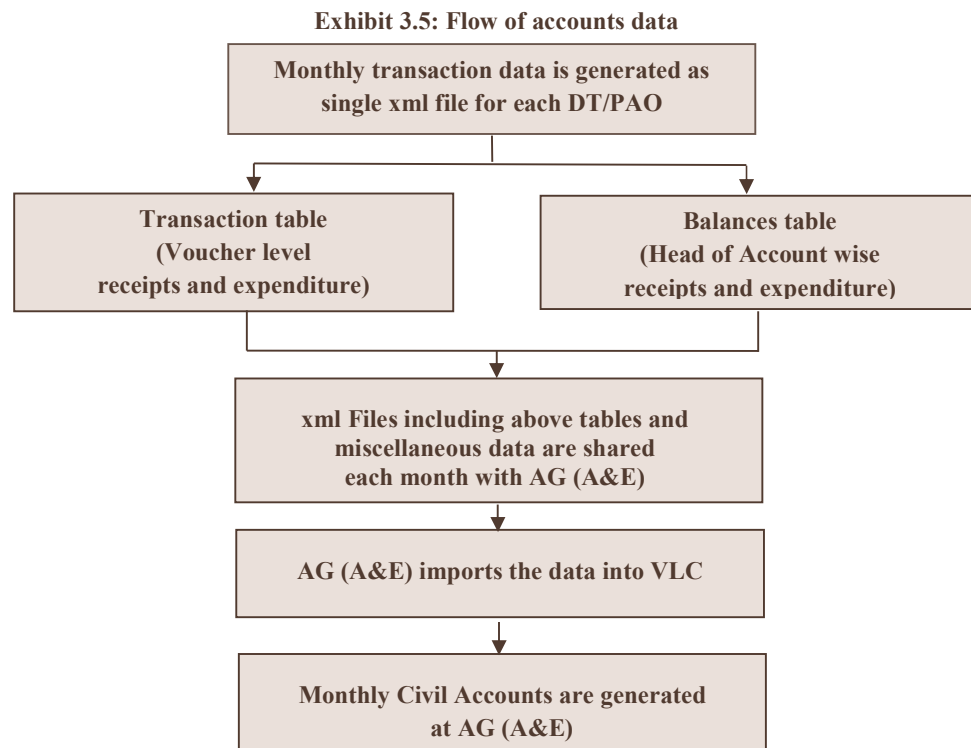 Exhibit 3.5: Flow of accounts data
Monthly transaction data is generated as
single xml file for each DT/PAO
Transaction table
(Voucher level
receipts and expenditure)
Balances table
(Head of Account wise
receipts and expenditure)
xml Files including above tables and
miscellaneous data are shared
each month with AG (A&E)
AG (A&E) imports the data into VLC
Monthly Civil Accounts are generated
at AG (A&E)